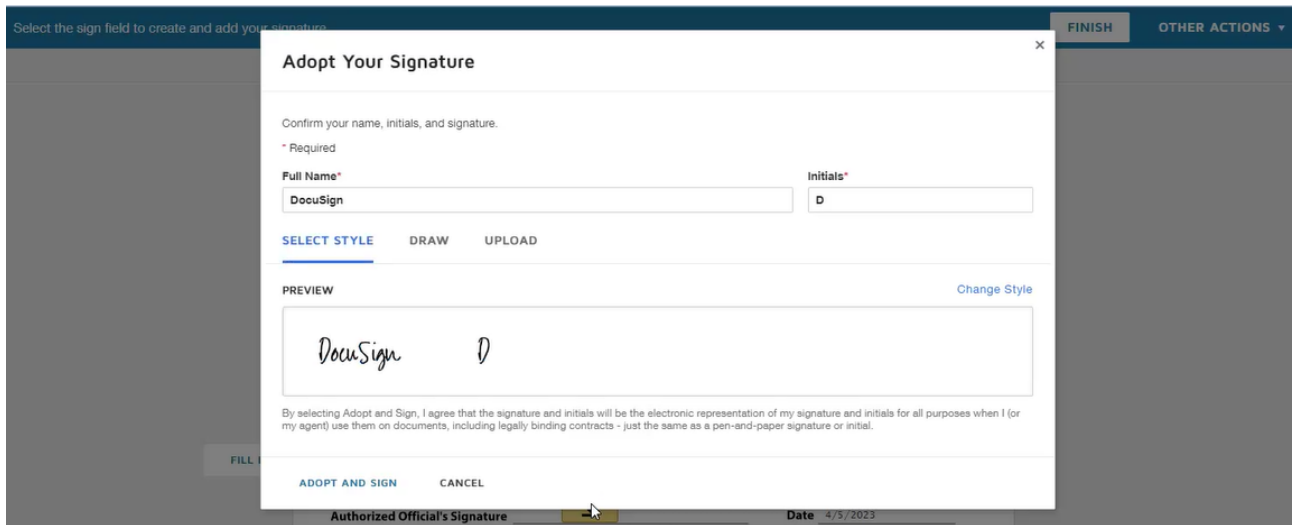 Select the sign field to create and add your signature
FINISH
OTHER ACTIONS
Adopt Your Signature
Confirm your name, initials, and signature.
* Required
Full Name*
Initials*
DocuSign
D
SELECT STYLE DRAW UPLOAD
PREVIEW
Change Style
DocuSign D
By selecting Adopt and Sign, I agree that the signature and initials will be the electronic representation of my signature and initials for all purposes when I (or
my agent) use them on documents, including legally binding contracts - just the same as a pen-and-paper signature or initial.
FILL
ADOPT AND SIGN CANCEL
Authorized Official's Signature
Date 4/5/2023